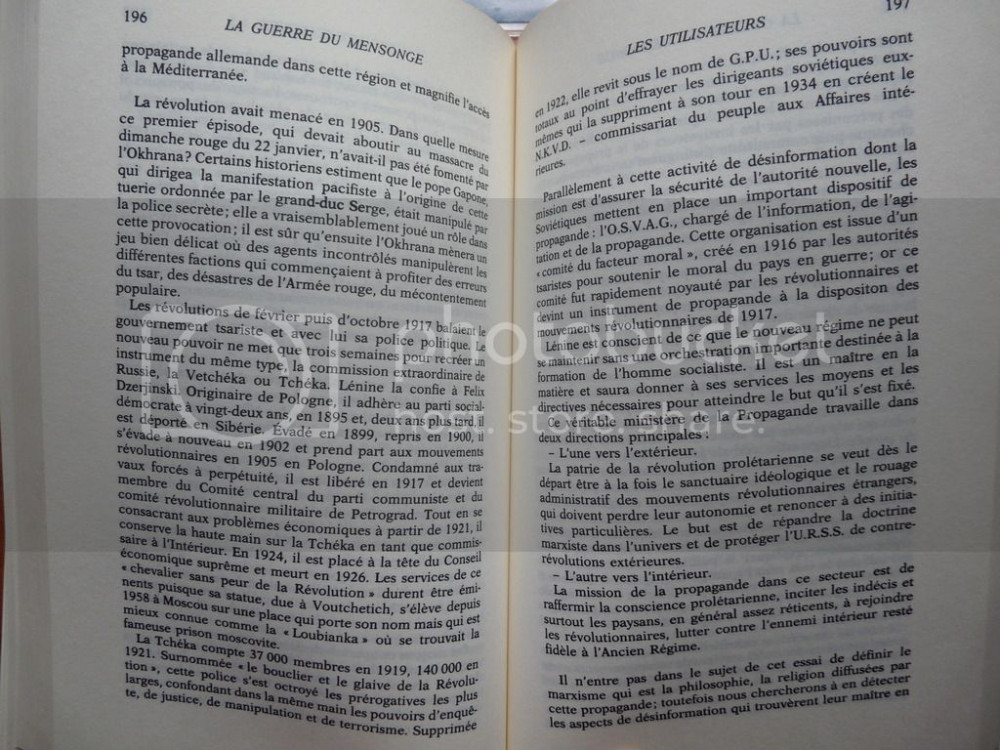 196
LA GUERRE DU MENSONGE
propagande allemande dans cette région et magnifie l'accès
à la Méditerranée.
La révolution avait menacé en 1905. Dans quelle mesure
ce premier épisode, qui devait aboutir au massacre du
dimanche rouge du 22 janvier, n'avait-il pas été fomenté par
l'Okhrana? Certains historiens estiment que le pope Gapone,
qui dirigea la manifestation pacifiste à l'origine de cette
tuerie ordonnée par le grand-duc Serge, était manipulé par
la police secrète; elle a vraisemblablement joué un rôle dans
cette provocation; il est sûr qu'ensuite l'Okhrana mènera un
jeu bien délicat où des agents incontrôlés manipulèrent les
différentes factions qui commençaient à profiter des erreurs
du tsar, des désastres de l'Armée rouge, du mécontentement
populaire.
Les révolutions de février puis d'octobre 1917 balaient le
gouvernement tsariste et avec lui sa police politique. Le
nouveau pouvoir ne met que trois semaines pour recréer un
instrument du même type, la commission extraordinaire de
Russie, la Vetchéka ou Tchéka. Lénine la confie à Felix
Dzerjinski. Originaire de Pologne, il adhère au parti social-
démocrate à vingt-deux ans, en 1895 et, deux ans plus tard, il
est déporté en Sibérie. Évadé en 1899, repris en 1900, il
s'évade à nouveau en 1902 et prend part aux mouvements
révolutionnaires en 1905 en Pologne. Condamné aux tra-
vaux forcés à perpétuité, il est libéré en 1917 et devient
membre du Comité central du parti communiste et du
comité révolutionnaire militaire de Petrograd. Tout en se
consacrant aux problèmes économiques à partir de 1921, il
conserve la haute main sur la Tchéka en tant que commis-
saire à l'Intérieur. En 1924, il est placé à la tête du Conseil
économique suprême et meurt en 1926. Les services de ce
« chevalier sans peur de la Révolution » durent être émi-
nents puisque sa statue, due à Voutchetich, s'élève depuis
1958 à Moscou sur une place qui porte son nom mais qui est
mieux connue comme la « Loubianka » où se trouvait la
fameuse prison moscovite.
La Tchéka compte 37 000 membres en 1919, 140 000 en
1921. Surnommée « le bouclier et le glaive de la Révolu-
tion », cette police s'est octroyé les prérogatives les plus
larges, confondant dans la même main les pouvoirs d'enquê-
te, de justice, de manipulation et de terrorisme. Supprimée
197
LES UTILISATEURS
en 1922, elle revit sous le nom de G.P.U.; ses pouvoirs sont
totaux au point d'effrayer les dirigeants soviétiques eux-
mêmes qui la suppriment à son tour en 1934 en créent le
N.K.V.D. – commissariat du peuple aux Affaires inté-
rieures.
Parallèlement à cette activité de désinformation dont la
mission est d'assurer la sécurité de l'autorité nouvelle, les
Soviétiques mettent en place un important dispositif de
propagande : l'O.S.V.A.G., chargé de l'information, de l'agi-
tation et de la propagande. Cette organisation est issue d'un
« comité du facteur moral », créé en 1916 par les autorités
tsaristes pour soutenir le moral du pays en guerre; or ce
comité fut rapidement noyauté par les révolutionnaires et
devint un instrument de propagande à la dispositon des
mouvements révolutionnaires de 1917.
Lénine est conscient de ce que le nouveau régime ne peut
se maintenir sans une orchestration importante destinée à la
formation de l'homme socialiste. Il est un maître en la
matière et saura donner à ses services les moyens et les
directives nécessaires pour atteindre le but qu'il s'est fixé.
Ce véritable ministère de la Propagande travaille dans
deux directions principales :
– L'une vers l'extérieur.
La patrie de la révolution prolétarienne se veut dès le
départ être à la fois le sanctuaire idéologique et le rouage
administratif des mouvements révolutionnaires étrangers,
qui doivent perdre leur autonomie et renoncer à des initia-
tives particulières. Le but est de répandre la doctrine
marxiste dans l'univers et de protéger l'U.R.S.S. de contre-
révolutions extérieures.
– L'autre vers l'intérieur.
La mission de la propagande dans ce secteur est de
raffermir la conscience prolétarienne, inciter les indécis et
surtout les paysans, en général assez réticents, à rejoindre
les révolutionnaires, lutter contre l'ennemi intérieur resté
fidèle à l'Ancien Régime.
Il n'entre pas dans le sujet de cet essai de définir le
marxisme qui est la philosophie, la religion diffusées par
cette propagande; toutefois nous chercherons à en détecter
les aspects de désinformation qui trouvèrent leur maître en
photobucket
host. store. share.